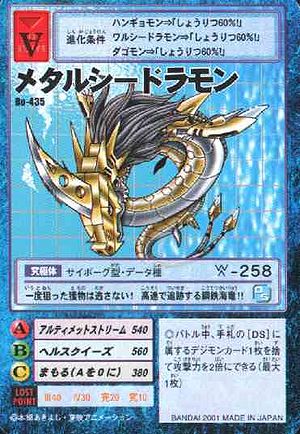 V
進化条件
ハンギョモン⇒「しょうりつ60%!」
ワルシードラモン⇒「しょうりつ60%!」
ダゴモン⇒「しょうりつ60%!」
メタルシードラモン
Bo-435
究極体
サイボーグ型・データ種
W-258
一度狙った獲物は逃さない! 高速で追跡する鋼鉄海竜!!
A アルティメットストリーム 540
B ヘルスクイーズ 560
C まもる(Aを0に) 380
LOST POINT
Ⅲ40 Ⅳ30 完20 究10
◎バトル中、手札の[DS]に
属するデジモンカード1枚を捨
て攻撃力を2倍にできる(最大
1枚)
©本郷あきよし・東映アニメーション
BANDAI 2001 MADE IN JAPAN